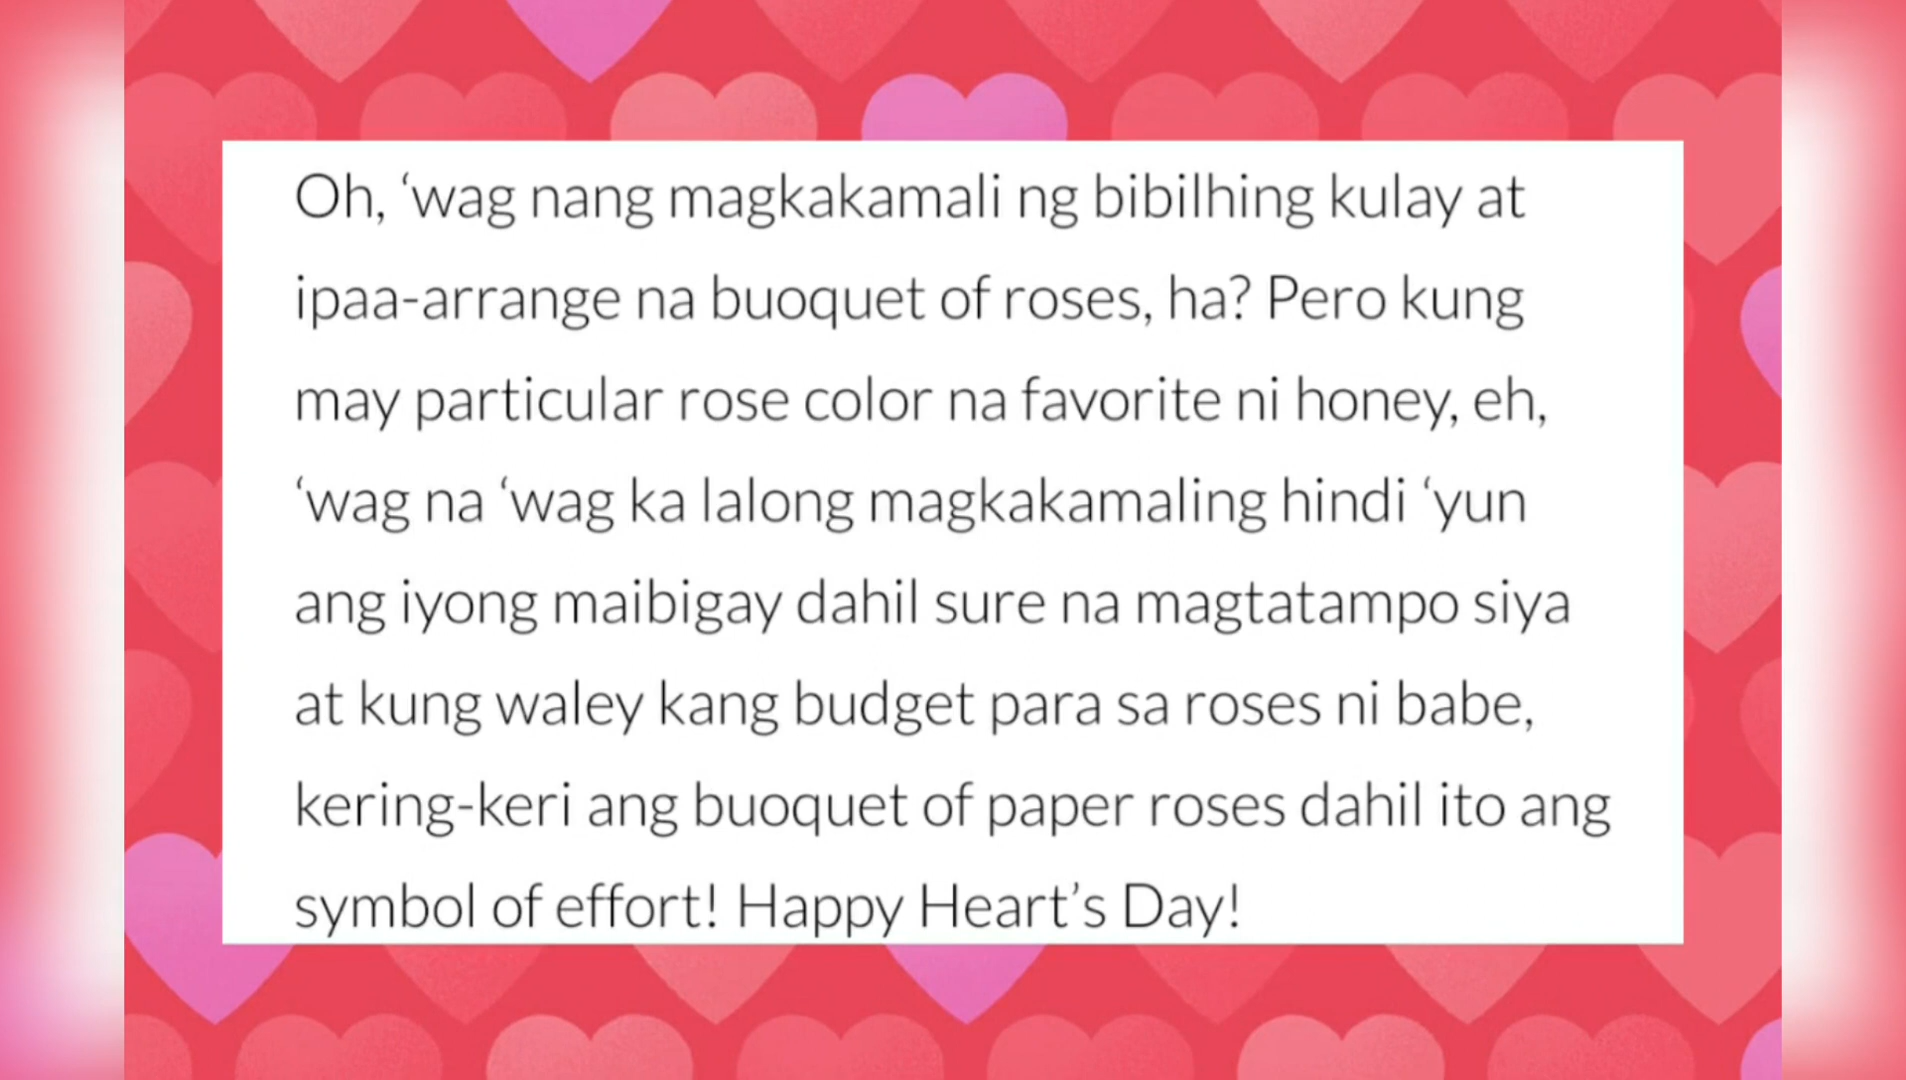 Oh, ‘wag nang magkakamali ng bibilhing kulay at
ipaa-arrange na buoquet of roses, ha? Pero kung
may particular rose color na favorite ni honey, eh,
‘wag na ‘wag ka lalong magkakamaling hindi ‘yun
ang iyong maibigay dahil sure na magtatampo siya
at kung waley kang budget para sa roses ni babe,
kering-keri ang buoquet of paper roses dahil ito ang
symbol of effort! Happy Heart’s Day!